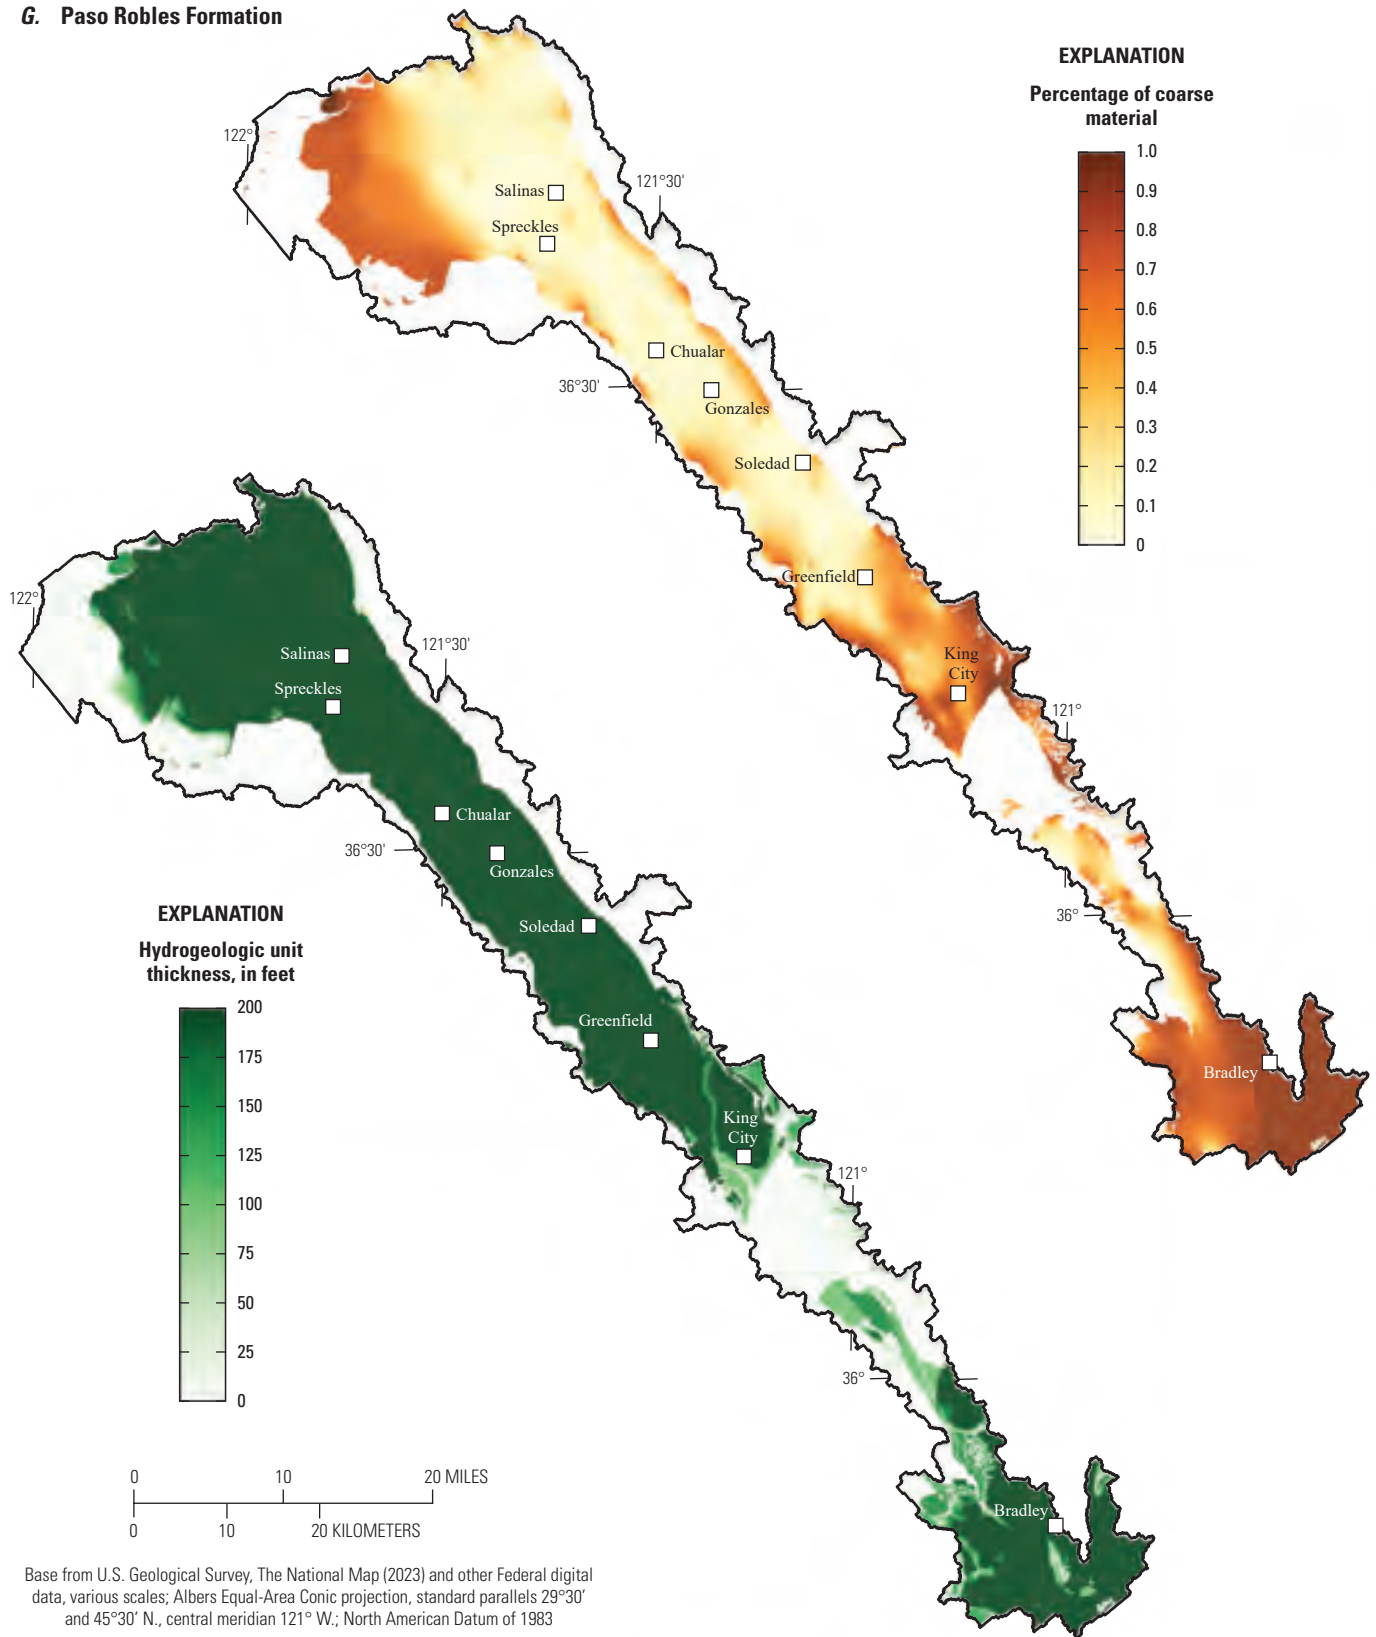 G. Paso Robles Formation
EXPLANATION
Percentage of coarse
material
1.0
0.9
0.8
0.7
0.6
0.5
0.4
0.3
0.2
0.1
0
122°
121°30'
Salinas
Spreckles
Chualar
36°30'
Gonzales
Soledad
Greenfield
King
City
121°
36°
Bradley
122°
121°30'
Salinas
Spreckles
Chualar
36°30'
Gonzales
Soledad
Greenfield
King
City
121°
36°
Bradley
EXPLANATION
Hydrogeologic unit
thickness, in feet
200
175
150
125
100
75
50
25
0
0 10 20 MILES
0 10 20 KILOMETERS
Base from U.S. Geological Survey, The National Map (2023) and other Federal digital
data, various scales; Albers Equal-Area Conic projection, standard parallels 29°30′
and 45°30′ N., central meridian 121° W.; North American Datum of 1983